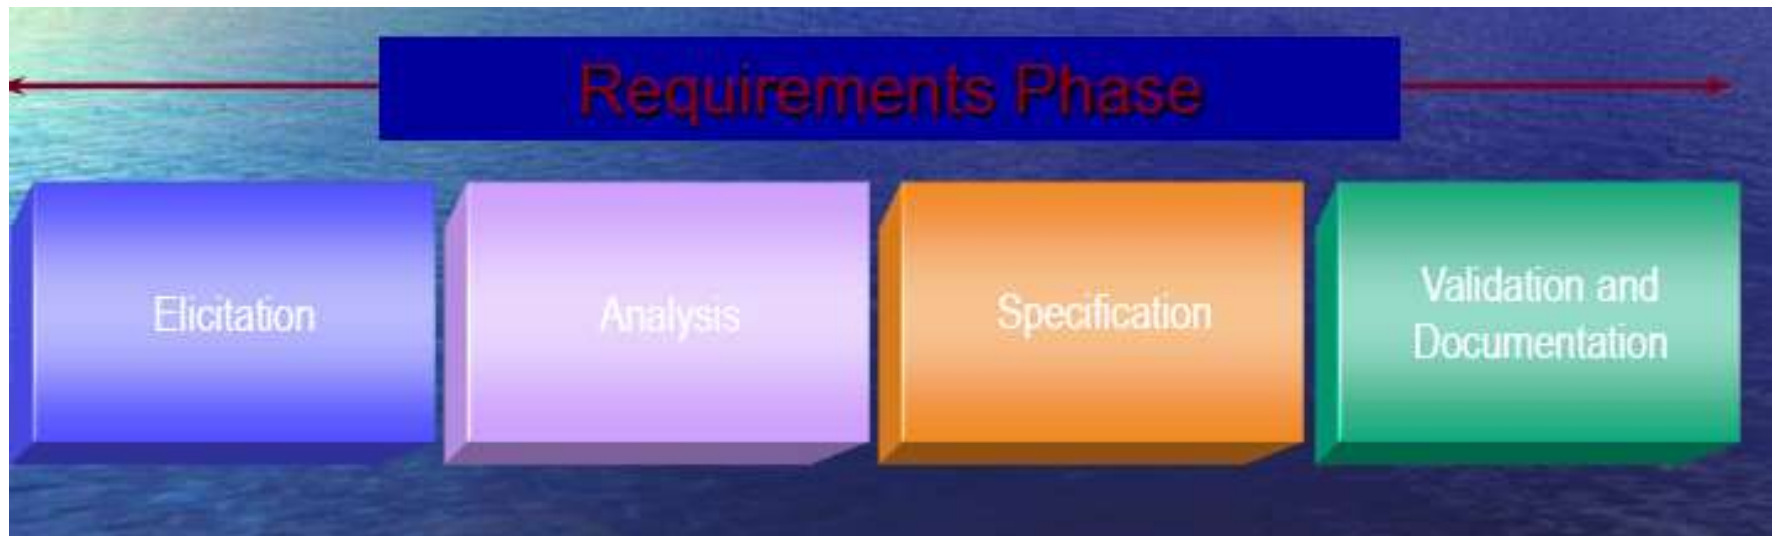 Requirements Phase
Elicitation
Analysis
Specification
Validation and
Documentation